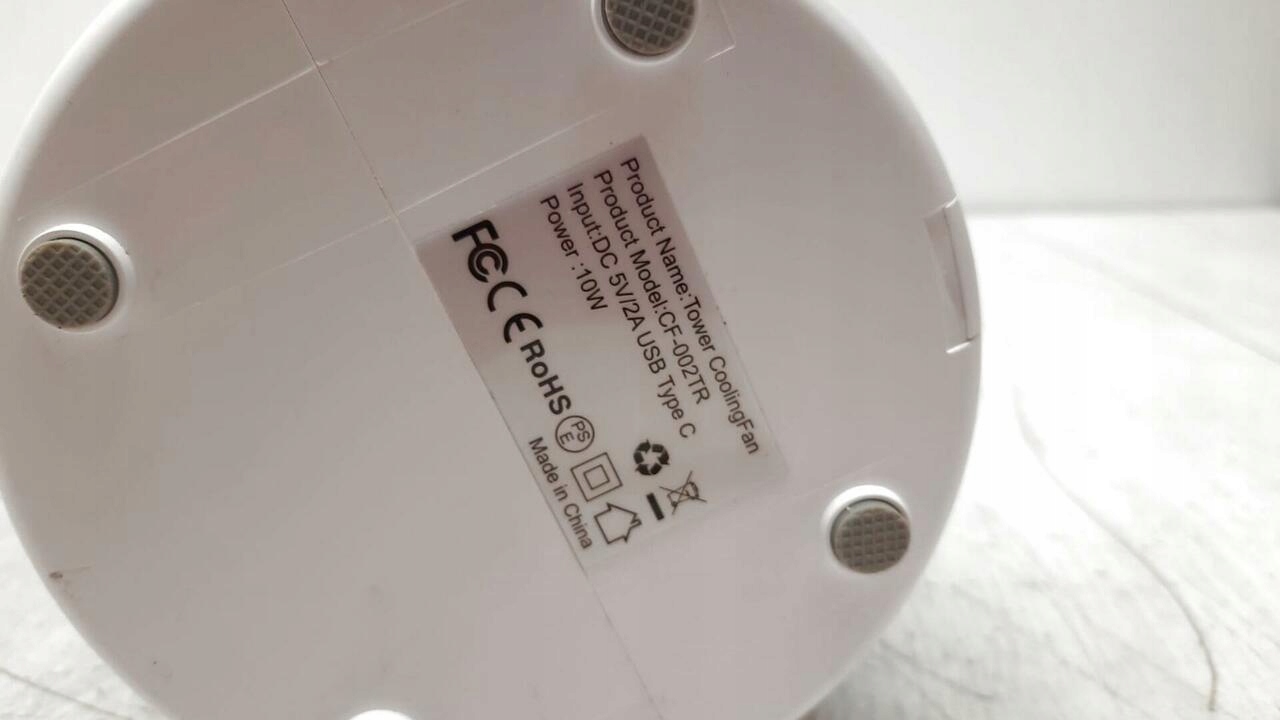 Product Name:Tower CoolingFan
Product Model:CF-002TR
Input:DC 5V/2A USB Type C
Power :10W
FC CE RoHS PSE
Made in China